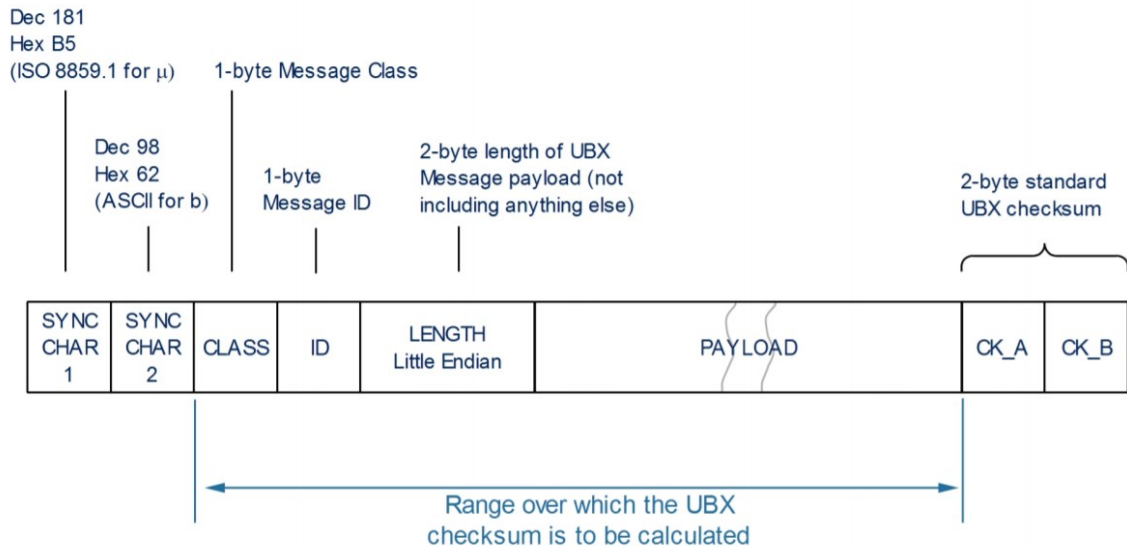 Dec 181
Hex B5
(ISO 8859.1 for µ)
1-byte Message Class
Dec 98
Hex 62
(ASCII for b)
1-byte
Message ID
2-byte length of UBX
Message payload (not
including anything else)
2-byte standard
UBX checksum
SYNC
CHAR
1
SYNC
CHAR
2
CLASS
ID
LENGTH
Little Endian
PAYLOAD
CK_A
CK_B
Range over which the UBX
checksum is to be calculated